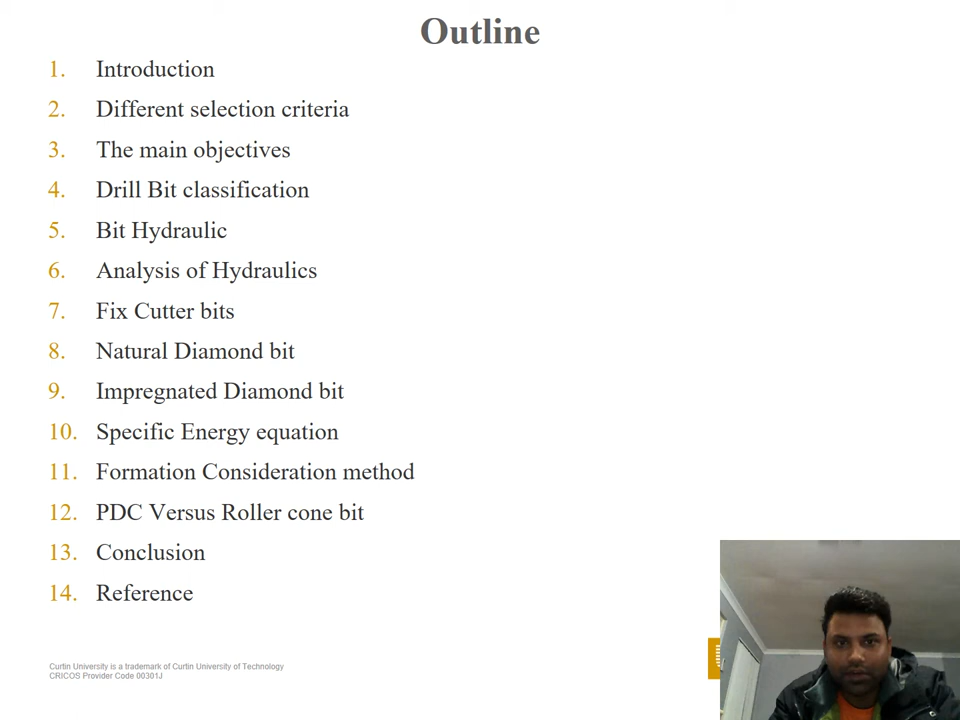 Outline
1. Introduction
2. Different selection criteria
3. The main objectives
4. Drill Bit classification
5. Bit Hydraulic
6. Analysis of Hydraulics
7. Fix Cutter bits
8. Natural Diamond bit
9. Impregnated Diamond bit
10. Specific Energy equation
11. Formation Consideration method
12. PDC Versus Roller cone bit
13. Conclusion
14. Reference
Curtin University is a trademark of Curtin University of Technology
CRICOS Provider Code 00301J